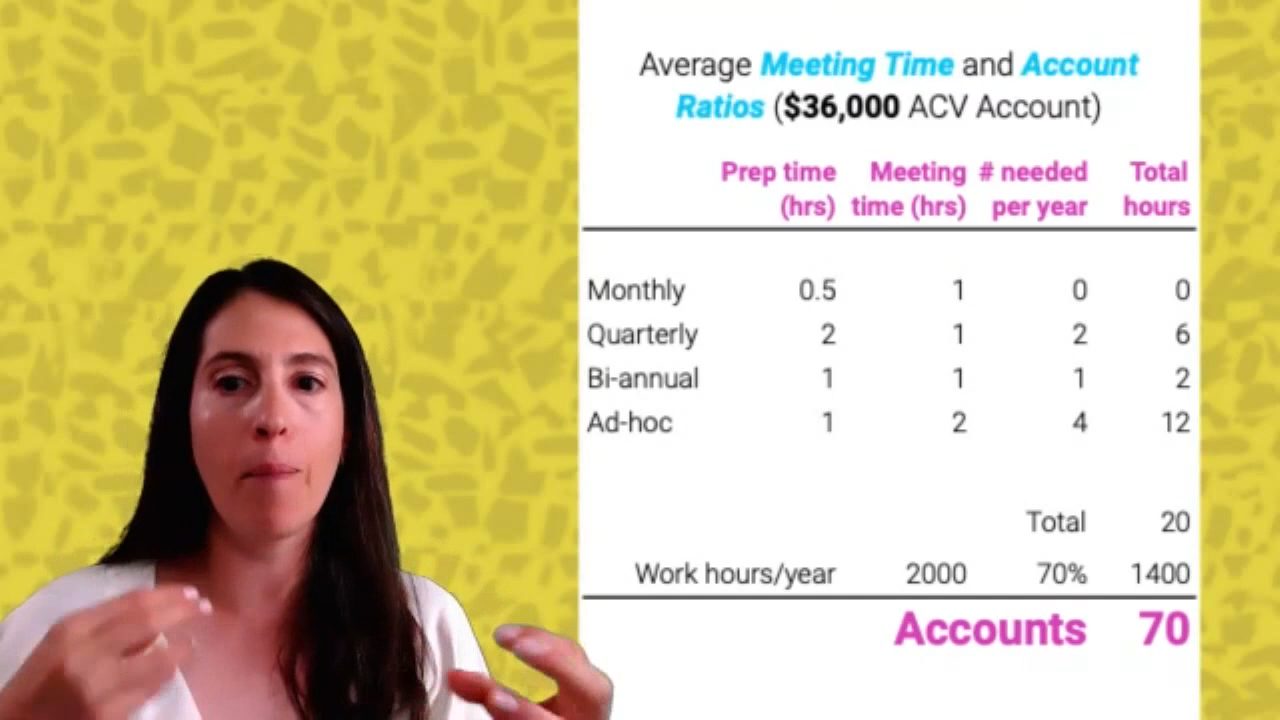 Average Meeting Time and Account
Ratios ($36,000 ACV Account)
Prep time Meeting # needed Total
(hrs) time (hrs) per year hours
Monthly 0.5 1 0 0
Quarterly 2 1 2 6
Bi-annual 1 1 1 2
Ad-hoc 1 2 4 12
Total 20
Work hours/year 2000 70% 1400
Accounts 70